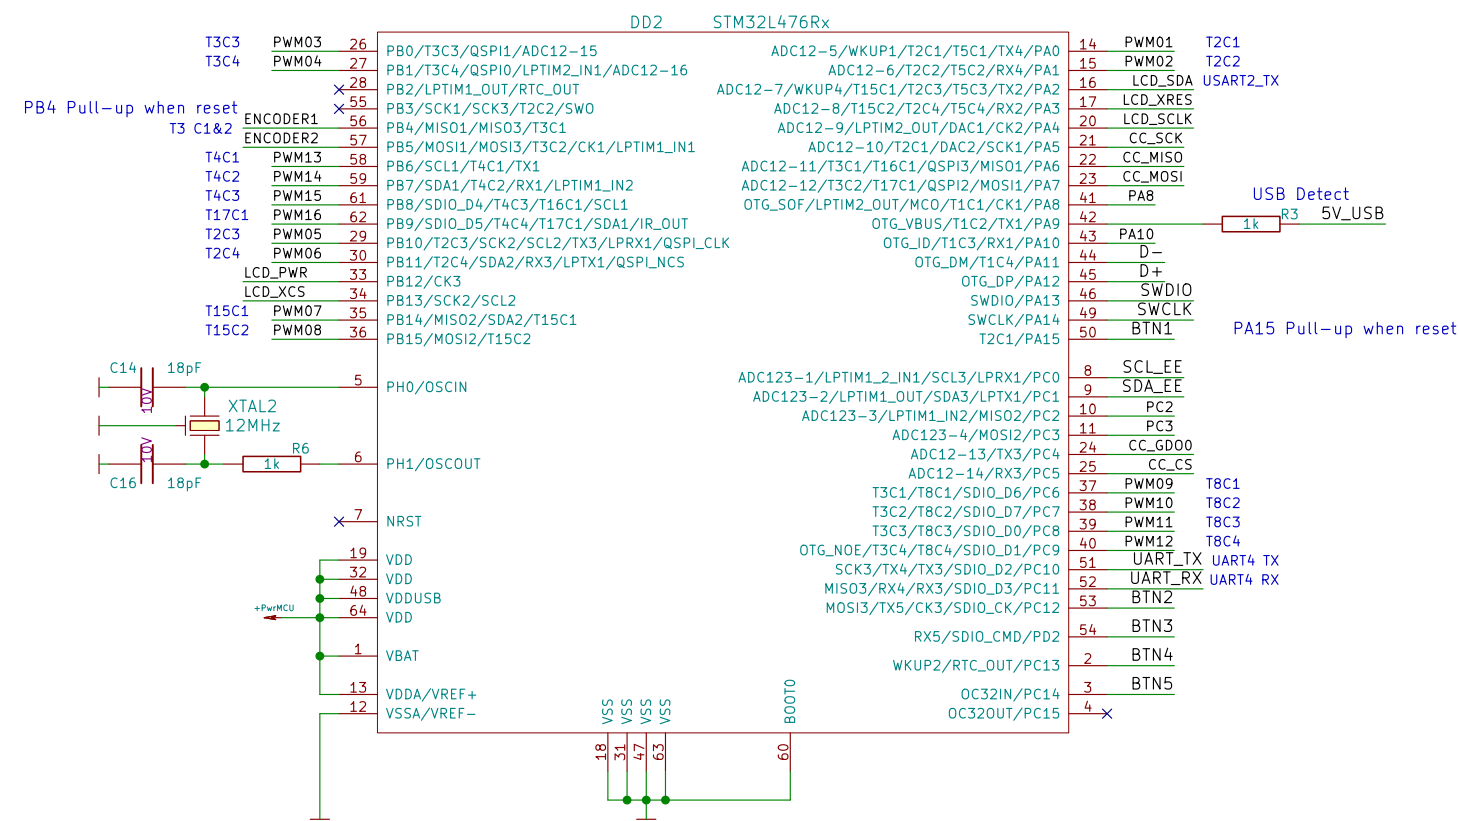 DD2 STM32L476Rx
T3C3 PWM03 26 PB0/T3C3/QSPI1/ADC12-15 ADC12-5/WKUP1/T2C1/T5C1/TX4/PA0 14 PWM01 T2C1
T3C4 PWM04 27 PB1/T3C4/QSPI0/LPTIM2_IN1/ADC12-16 ADC12-6/T2C2/T5C2/RX4/PA1 15 PWM02 T2C2
28 PB2/LPTIM1_OUT/RTC_OUT ADC12-7/WKUP4/T15C1/T2C3/T5C3/TX2/PA2 16 LCD_SDA USART2_TX
PB4 Pull-up when reset 55 PB3/SCK1/SCK3/T2C2/SWO ADC12-8/T15C2/T2C4/T5C4/RX2/PA3 17 LCD_XRES
T3 C1&2 ENCODER1 56 PB4/MISO1/MISO3/T3C1 ADC12-9/LPTIM2_OUT/DAC1/CK2/PA4 20 LCD_SCLK
ENCODER2 57 PB5/MOSI1/MOSI3/T3C2/CK1/LPTIM1_IN1 ADC12-10/T2C1/DAC2/SCK1/PA5 21 CC_SCK
T4C1 PWM13 58 PB6/SCL1/T4C1/TX1 ADC12-11/T3C1/T16C1/QSPI3/MISO1/PA6 22 CC_MISO
T4C2 PWM14 59 PB7/SDA1/T4C2/RX1/LPTIM1_IN2 ADC12-12/T3C2/T17C1/QSPI2/MOSI1/PA7 23 CC_MOSI
T4C3 PWM15 61 PB8/SDIO_D4/T4C3/T16C1/SCL1 OTG_SOF/LPTIM2_OUT/MCO/T1C1/CK1/PA8 41 PA8 USB Detect
T17C1 PWM16 62 PB9/SDIO_D5/T4C4/T17C1/SDA1/IR_OUT OTG_VBUS/T1C2/TX1/PA9 42 1k R3 5V_USB
T2C3 PWM05 29 PB10/T2C3/SCK2/SCL2/TX3/LPRX1/QSPI_CLK OTG_ID/T1C3/RX1/PA10 43 PA10
T2C4 PWM06 30 PB11/T2C4/SDA2/RX3/LPTX1/QSPI_NCS OTG_DM/T1C4/PA11 44 D-
LCD_PWR 33 PB12/CK3 OTG_DP/PA12 45 D+
LCD_XCS 34 PB13/SCK2/SCL2 SWDIO/PA13 46 SWDIO
T15C1 PWM07 35 PB14/MISO2/SDA2/T15C1 SWCLK/PA14 49 SWCLK
T15C2 PWM08 36 PB15/MOSI2/T15C2 T2C1/PA15 50 BTN1 PA15 Pull-up when reset
C14 18pF 10V
5 PH0/OSCIN ADC123-1/LPTIM1_2_IN1/SCL3/LPRX1/PC0 8 SCL_EE
ADC123-2/LPTIM1_OUT/SDA3/LPTX1/PC1 9 SDA_EE
XTAL2
12MHz
ADC123-3/LPTIM1_IN2/MISO2/PC2 10 PC2
ADC123-4/MOSI2/PC3 11 PC3
10V R6
ADC12-13/TX3/PC4 24 CC_GDO0
1k 6 PH1/OSCOUT ADC12-14/RX3/PC5 25 CC_CS
C16 18pF
T3C1/T8C1/SDIO_D6/PC6 37 PWM09 T8C1
T3C2/T8C2/SDIO_D7/PC7 38 PWM10 T8C2
7 NRST T3C3/T8C3/SDIO_D0/PC8 39 PWM11 T8C3
OTG_NOE/T3C4/T8C4/SDIO_D1/PC9 40 PWM12 T8C4
19 VDD SCK3/TX4/TX3/SDIO_D2/PC10 51 UART_TX UART4 TX
32 VDD MISO3/RX4/RX3/SDIO_D3/PC11 52 UART_RX UART4 RX
48 VDDUSB MOSI3/TX5/CK3/SDIO_CK/PC12 53 BTN2
+PwrMCU 64 VDD
RX5/SDIO_CMD/PD2 54 BTN3
1 VBAT WKUP2/RTC_OUT/PC13 2 BTN4
13 VDDA/VREF+ OC32IN/PC14 3 BTN5
12 VSSA/VREF- OC32OUT/PC15 4
VSS VSS VSS VSS BOOT0
18 31 47 63 60